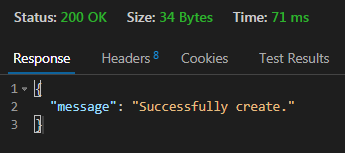 Status: 200 OK Size: 34 Bytes Time: 71 ms
Response Headers 8 Cookies Test Results
1 {
2 "message": "Successfully create."
3 }